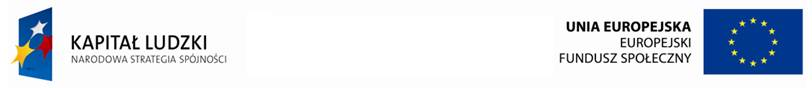 KAPITAŁ LUDZKI
NARODOWA STRATEGIA SPÓJNOŚCI
UNIA EUROPEJSKA
EUROPEJSKI
FUNDUSZ SPOŁECZNY